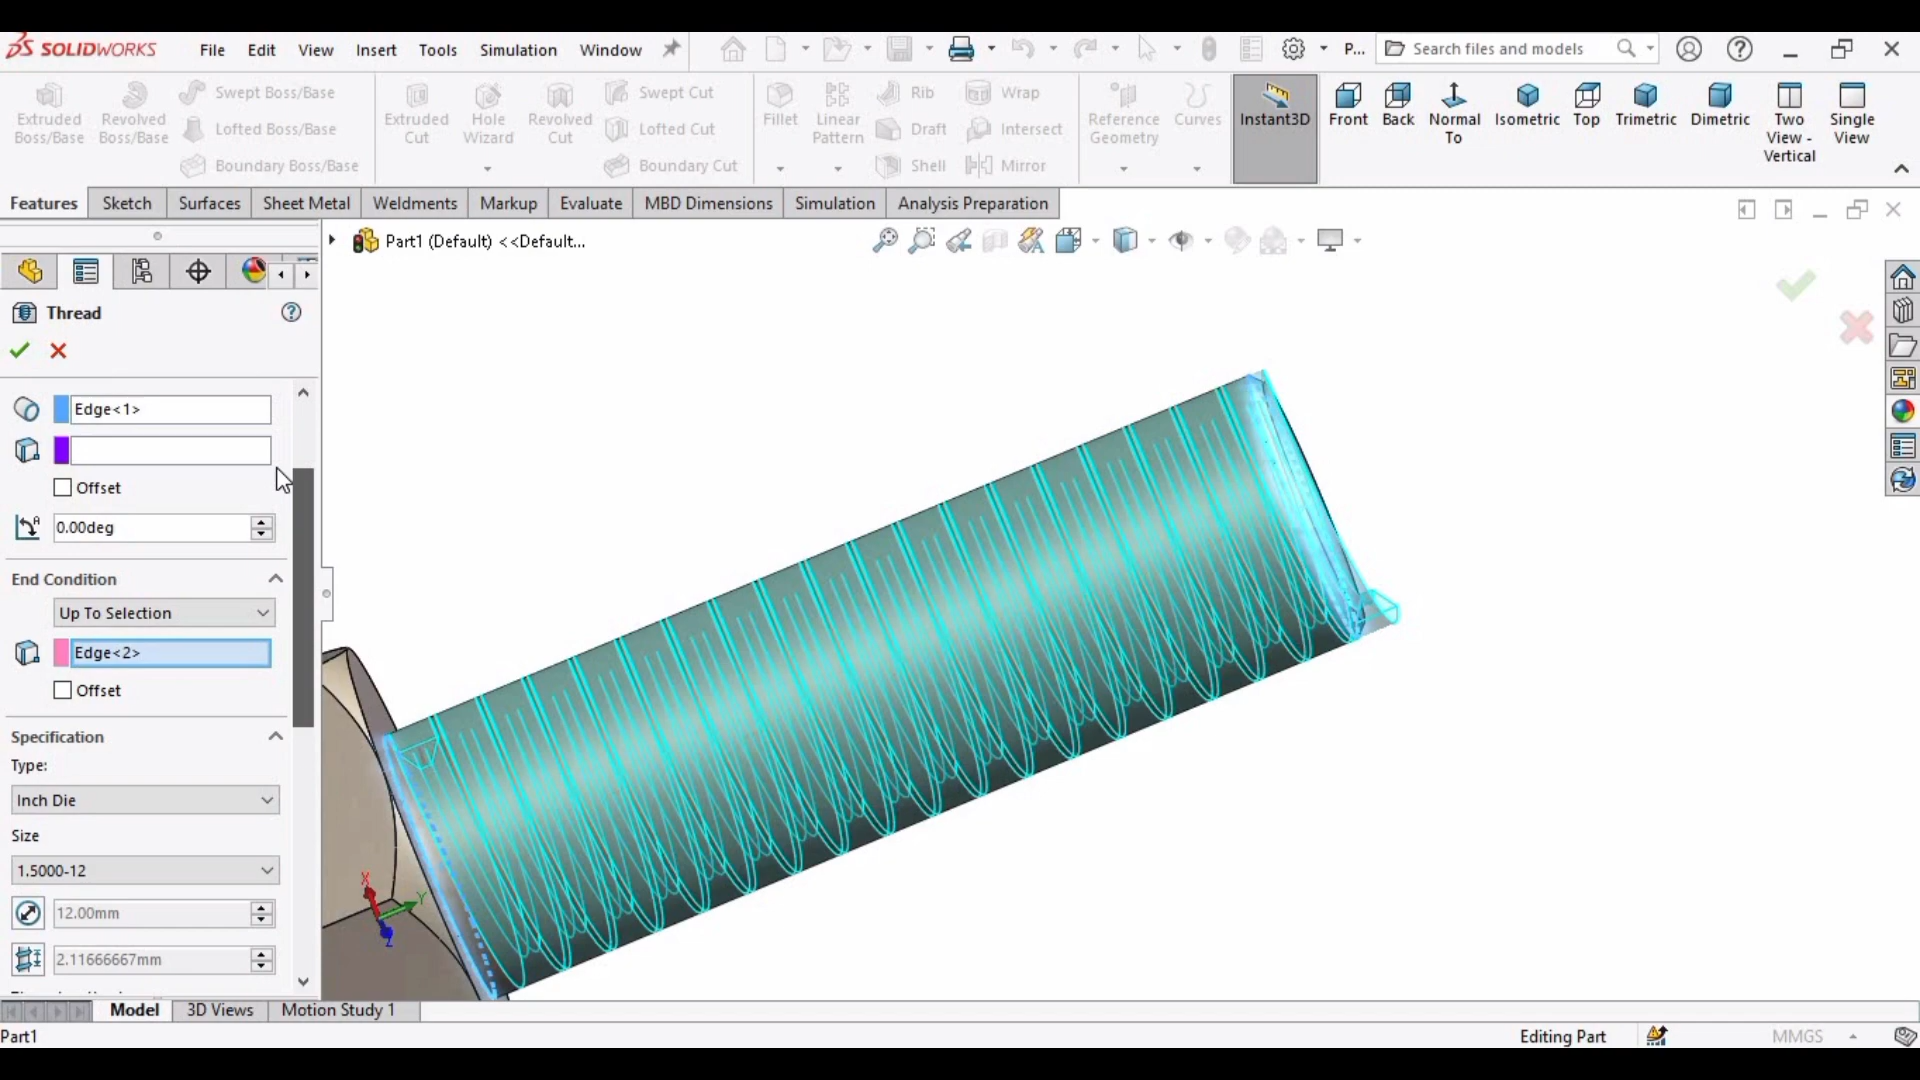 SOLIDWORKS File Edit View Insert Tools Simulation Window P... Search files and models
Extruded Boss/Base
Revolved Boss/Base
Swept Boss/Base
Lofted Boss/Base
Boundary Boss/Base
Extruded Cut
Hole Wizard
Revolved Cut
Swept Cut
Lofted Cut
Boundary Cut
Fillet
Linear Pattern
Rib
Draft
Shell
Wrap
Intersect
Mirror
Reference Geometry
Curves
Instant3D
Front
Back
Normal To
Isometric
Top
Trimetric
Dimetric
Two View - Vertical
Single View
Features Sketch Surfaces Sheet Metal Weldments Markup Evaluate MBD Dimensions Simulation Analysis Preparation
Part1 (Default) <<Default...
Thread
Edge<1>
Offset
0.00deg
End Condition
Up To Selection
Edge<2>
Offset
Specification
Type:
Inch Die
Size
1.5000-12
12.00mm
2.11666667mm
X
Y
Z
Model 3D Views Motion Study 1
Part1 Editing Part MMGS